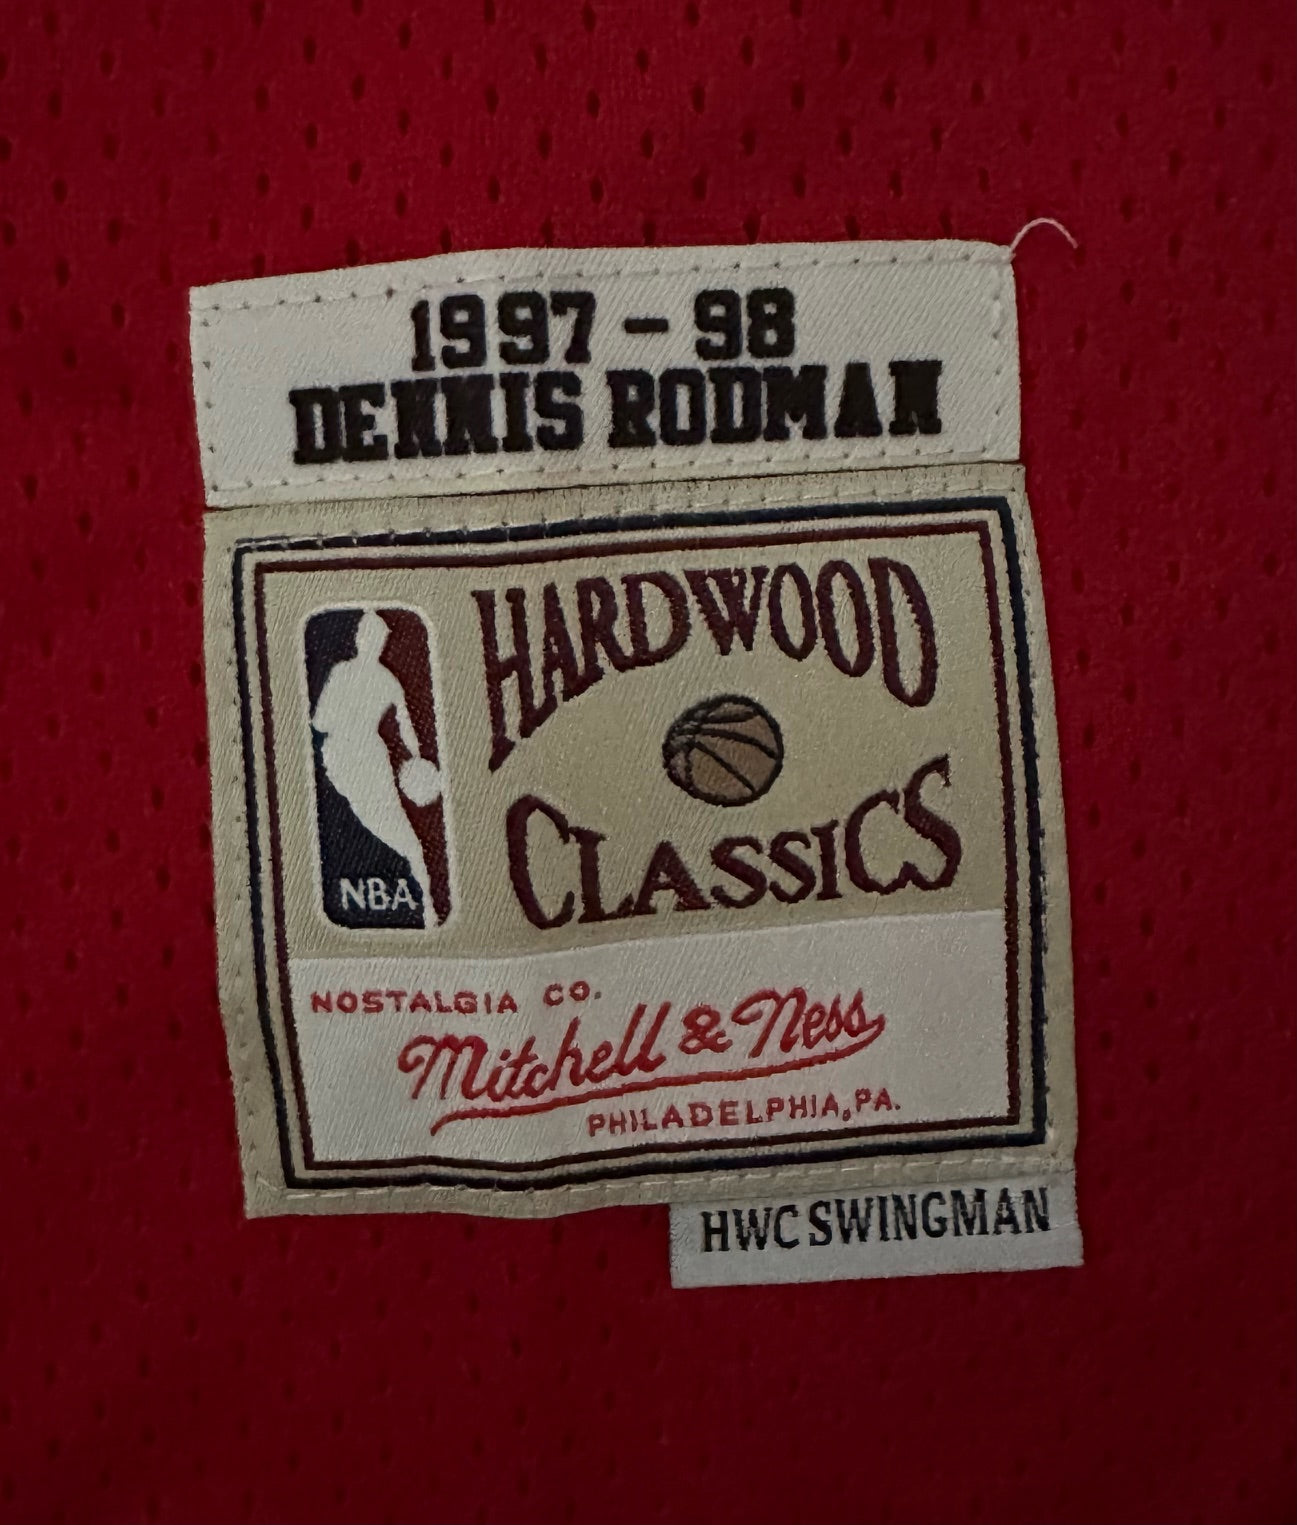 1997 - 98
DENNIS RODMAN
HARDWOOD
CLASSICS
NBA
NOSTALGIA CO.
Mitchell & Ness
PHILADELPHIA, PA.
HWC SWINGMAN